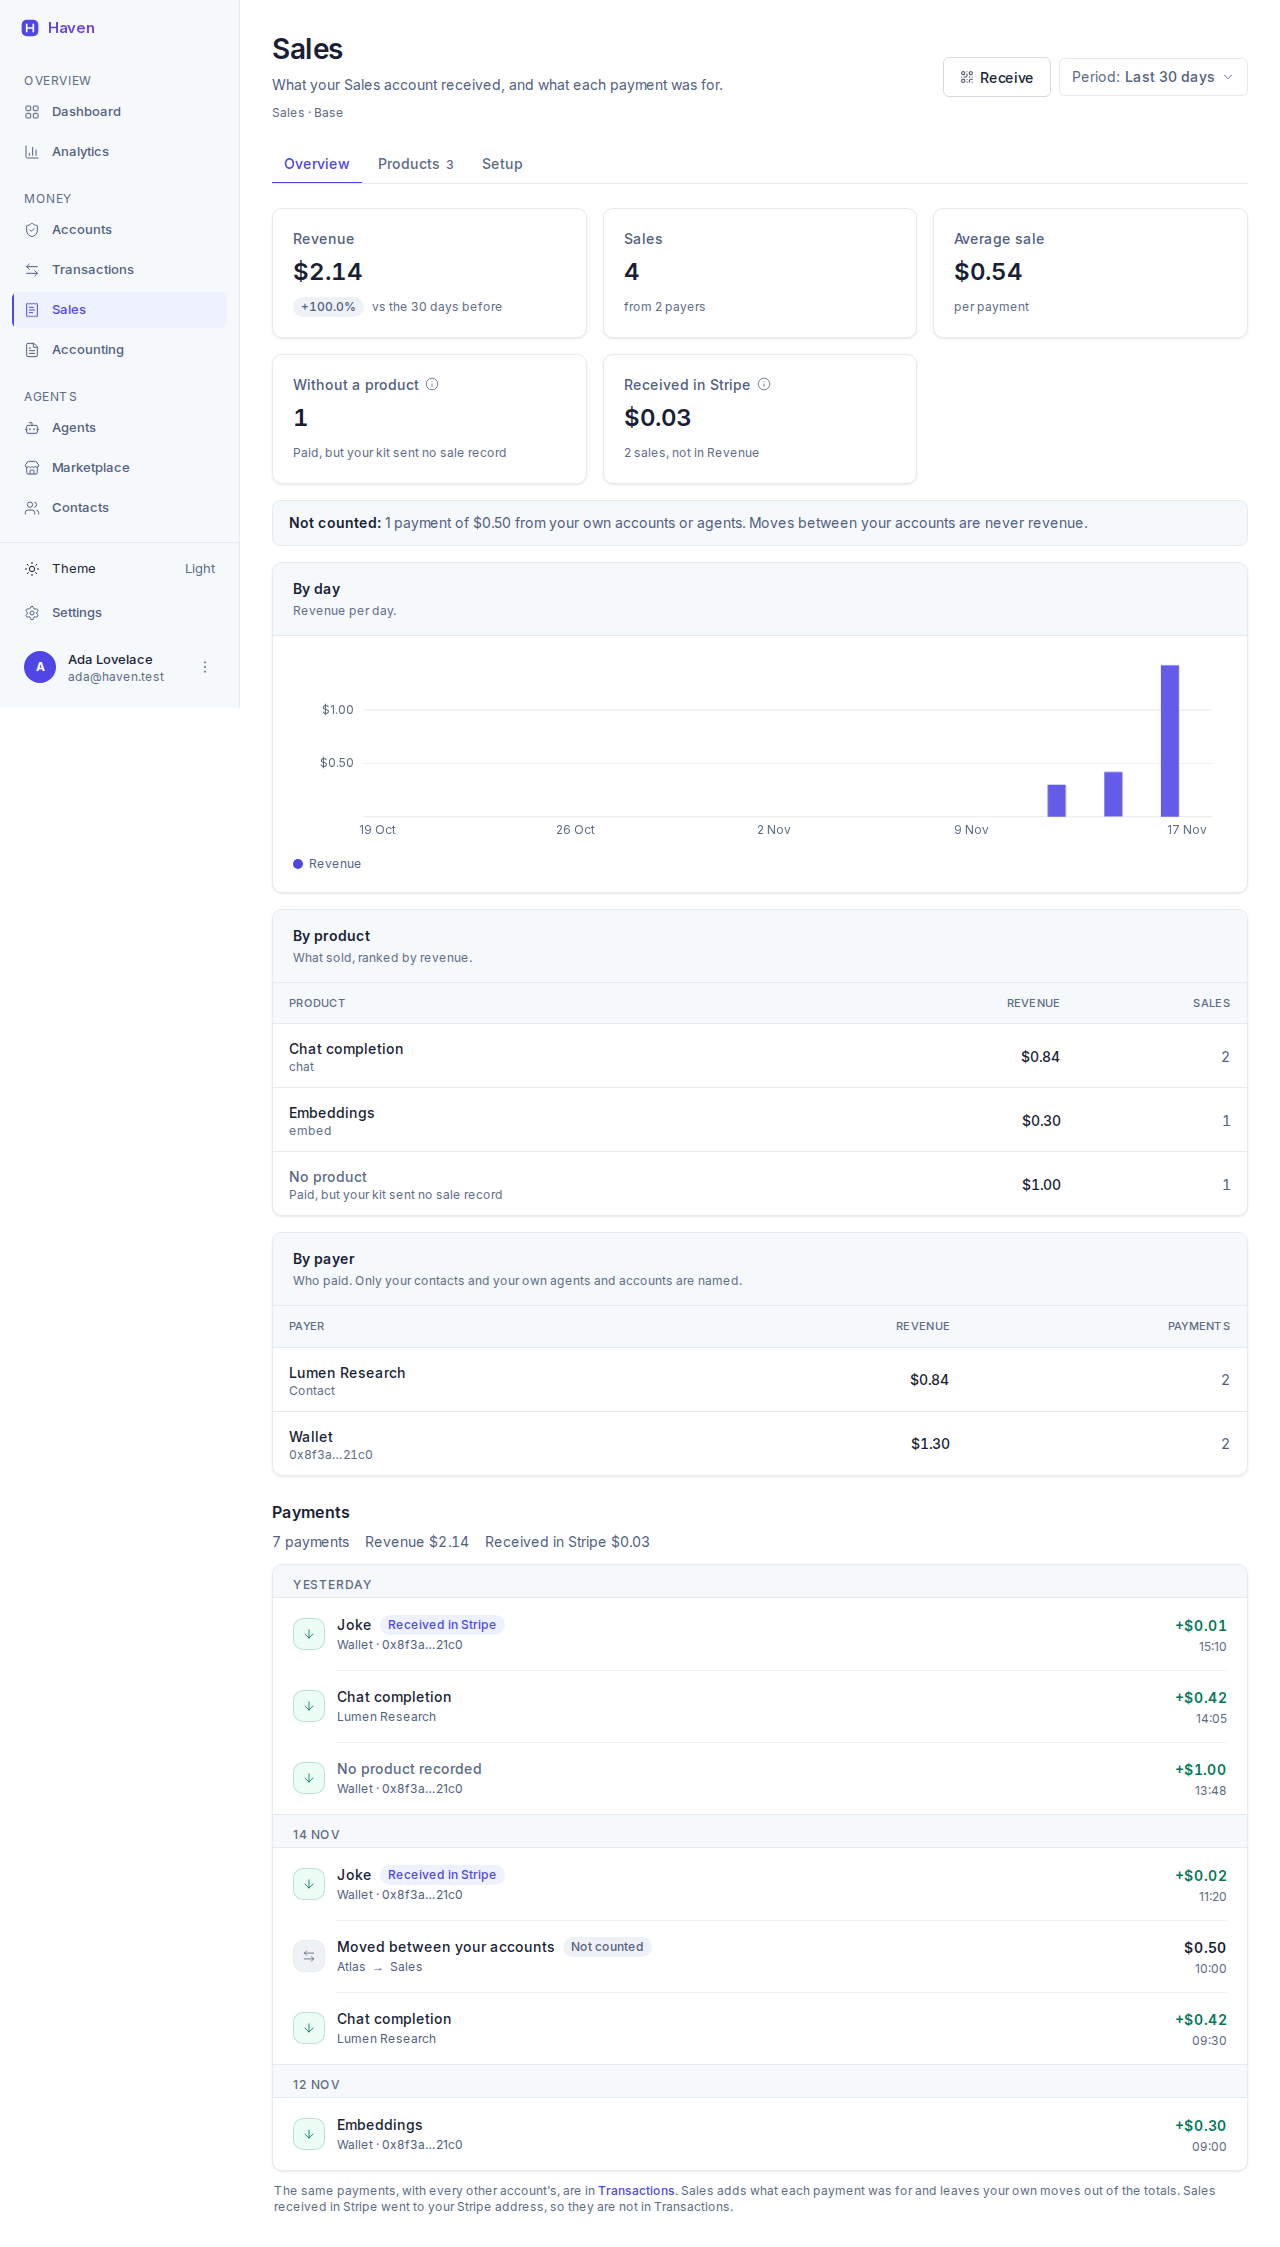 Haven
OVERVIEW
Dashboard
Analytics
MONEY
Accounts
Transactions
Sales
Accounting
AGENTS
Agents
Marketplace
Contacts
Theme Light
Settings
A
Ada Lovelace
ada@haven.test
Sales
What your Sales account received, and what each payment was for.
Sales · Base
Receive
Period: Last 30 days
Overview Products 3 Setup
Revenue
$2.14
+100.0% vs the 30 days before
Sales
4
from 2 payers
Average sale
$0.54
per payment
Without a product
1
Paid, but your kit sent no sale record
Received in Stripe
$0.03
2 sales, not in Revenue
Not counted: 1 payment of $0.50 from your own accounts or agents. Moves between your accounts are never revenue.
By day
Revenue per day.
$1.00
$0.50
19 Oct 26 Oct 2 Nov 9 Nov 17 Nov
Revenue
By product
What sold, ranked by revenue.
PRODUCT REVENUE SALES
Chat completion
chat
$0.84 2
Embeddings
embed
$0.30 1
No product
Paid, but your kit sent no sale record
$1.00 1
By payer
Who paid. Only your contacts and your own agents and accounts are named.
PAYER REVENUE PAYMENTS
Lumen Research
Contact
$0.84 2
Wallet
0x8f3a...21c0
$1.30 2
Payments
7 payments Revenue $2.14 Received in Stripe $0.03
YESTERDAY
Joke Received in Stripe
Wallet · 0x8f3a...21c0
+$0.01
15:10
Chat completion
Lumen Research
+$0.42
14:05
No product recorded
Wallet · 0x8f3a...21c0
+$1.00
13:48
14 NOV
Joke Received in Stripe
Wallet · 0x8f3a...21c0
+$0.02
11:20
Moved between your accounts Not counted
Atlas → Sales
$0.50
10:00
Chat completion
Lumen Research
+$0.42
09:30
12 NOV
Embeddings
Wallet · 0x8f3a...21c0
+$0.30
09:00
The same payments, with every other account's, are in Transactions. Sales adds what each payment was for and leaves your own moves out of the totals. Sales
received in Stripe went to your Stripe address, so they are not in Transactions.